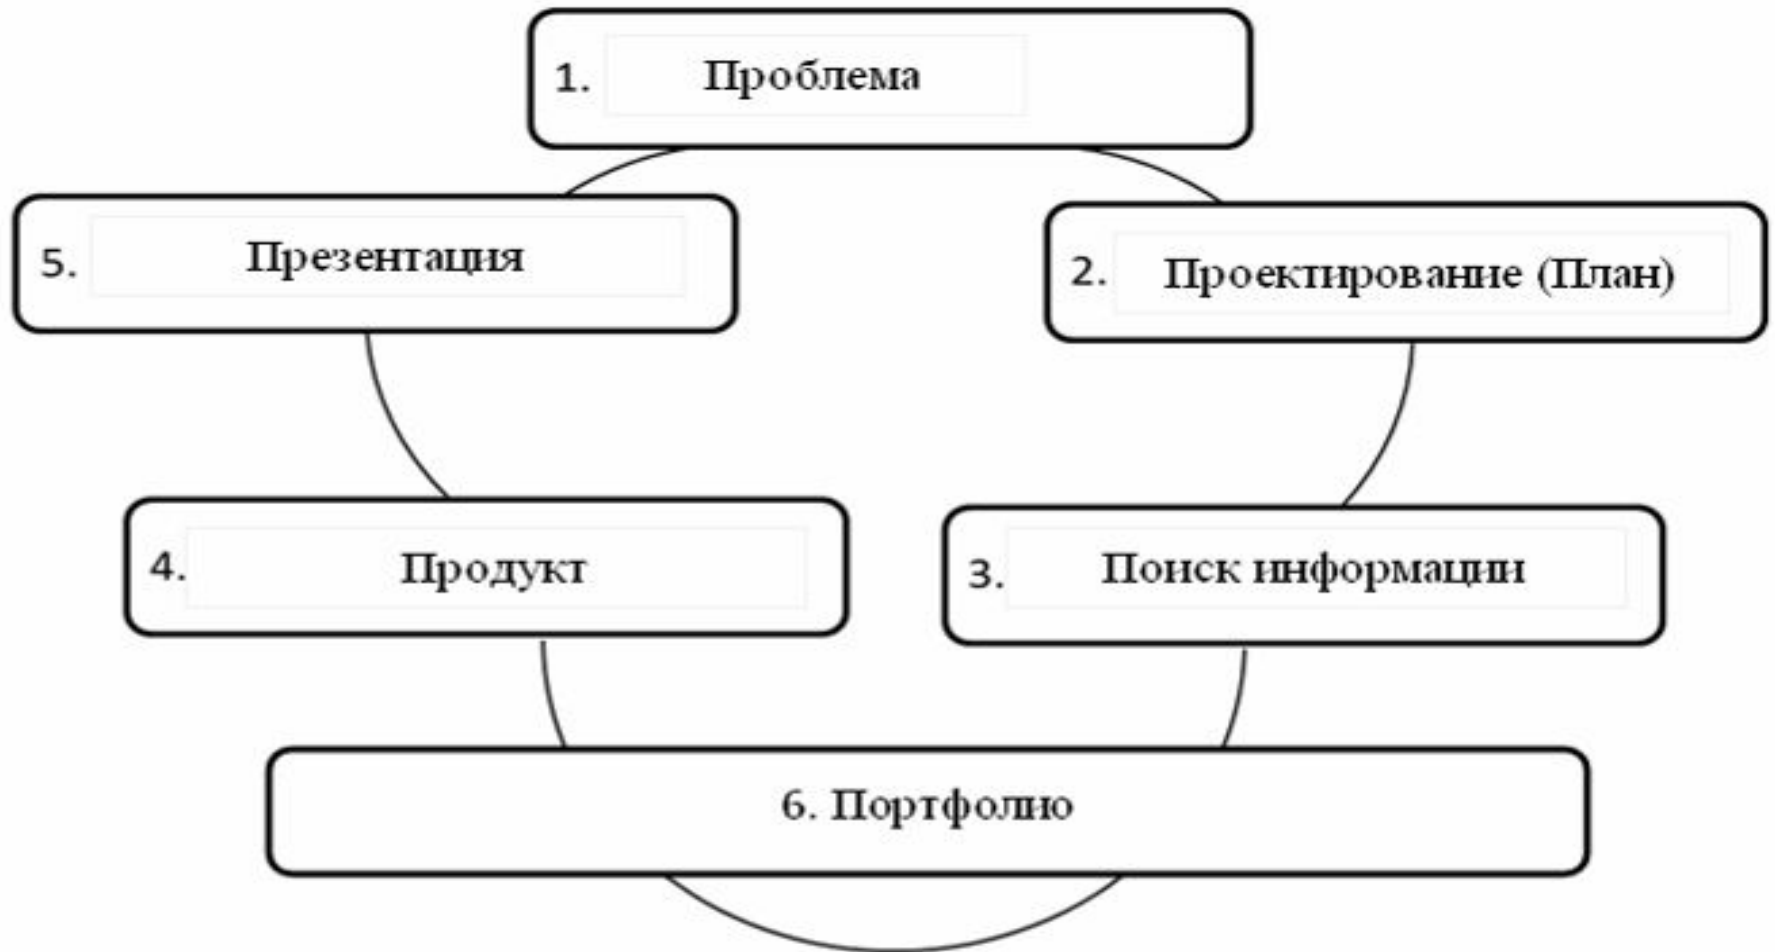 1. Проблема
5. Презентация
2. Проектирование (План)
4. Продукт
3. Поиск информации
6. Портфолио